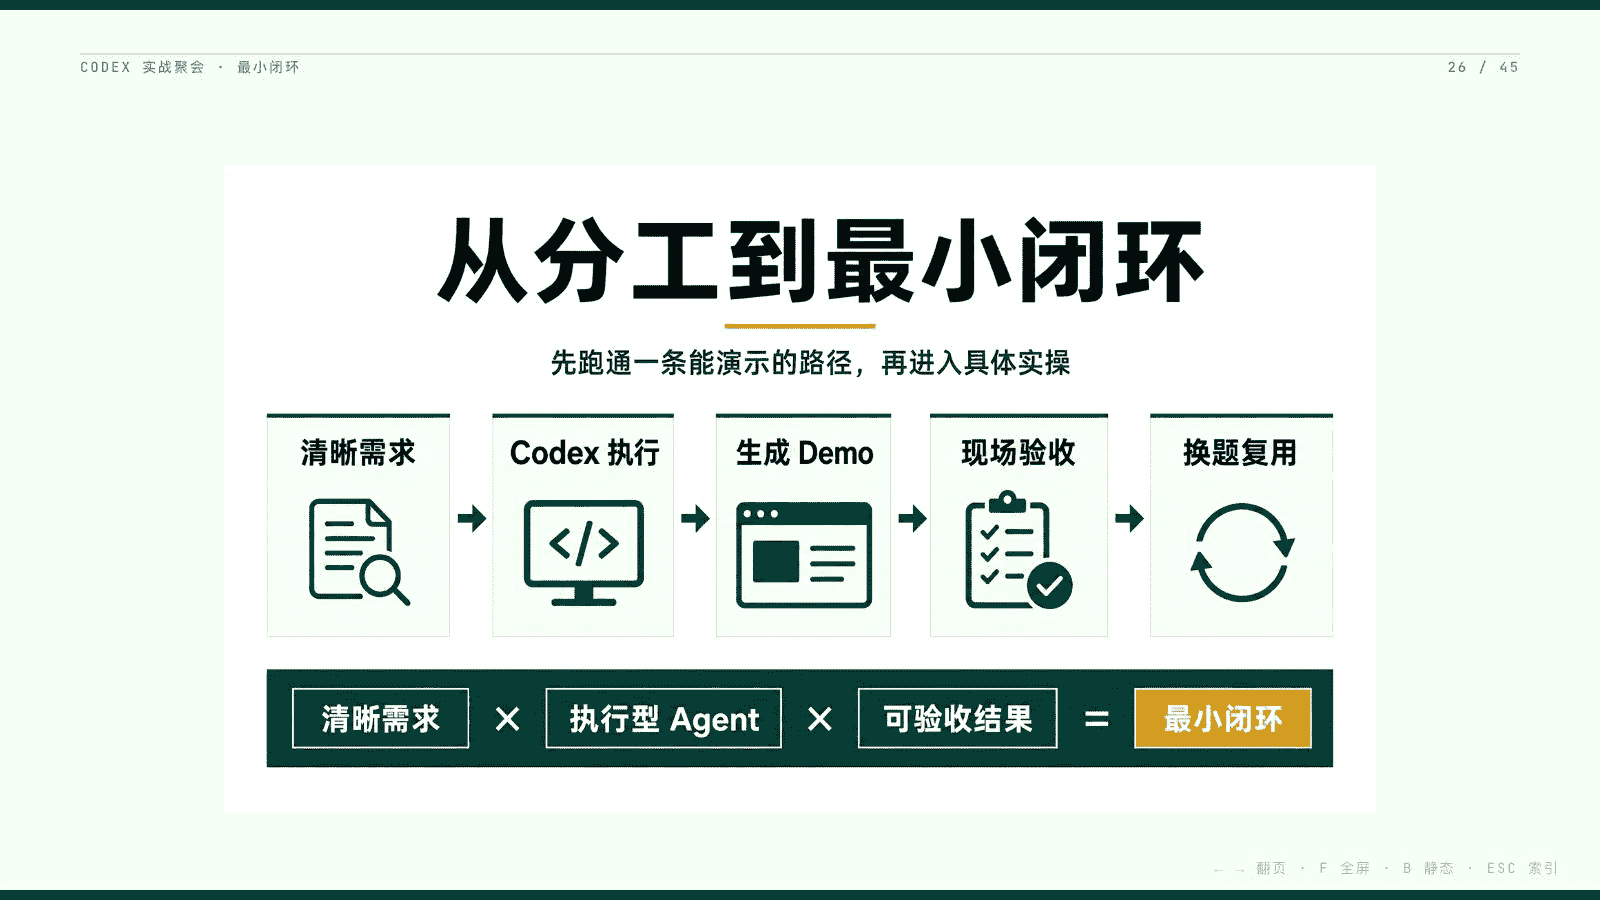 CODEX 实战聚会 · 最小闭环
26 / 45
从分工到最小闭环
先跑通一条能演示的路径，再进入具体实操
清晰需求
Codex 执行
</>
生成 Demo
现场验收
换题复用
清晰需求 × 执行型 Agent × 可验收结果 = 最小闭环
← → 翻页 · F 全屏 · B 静态 · ESC 索引